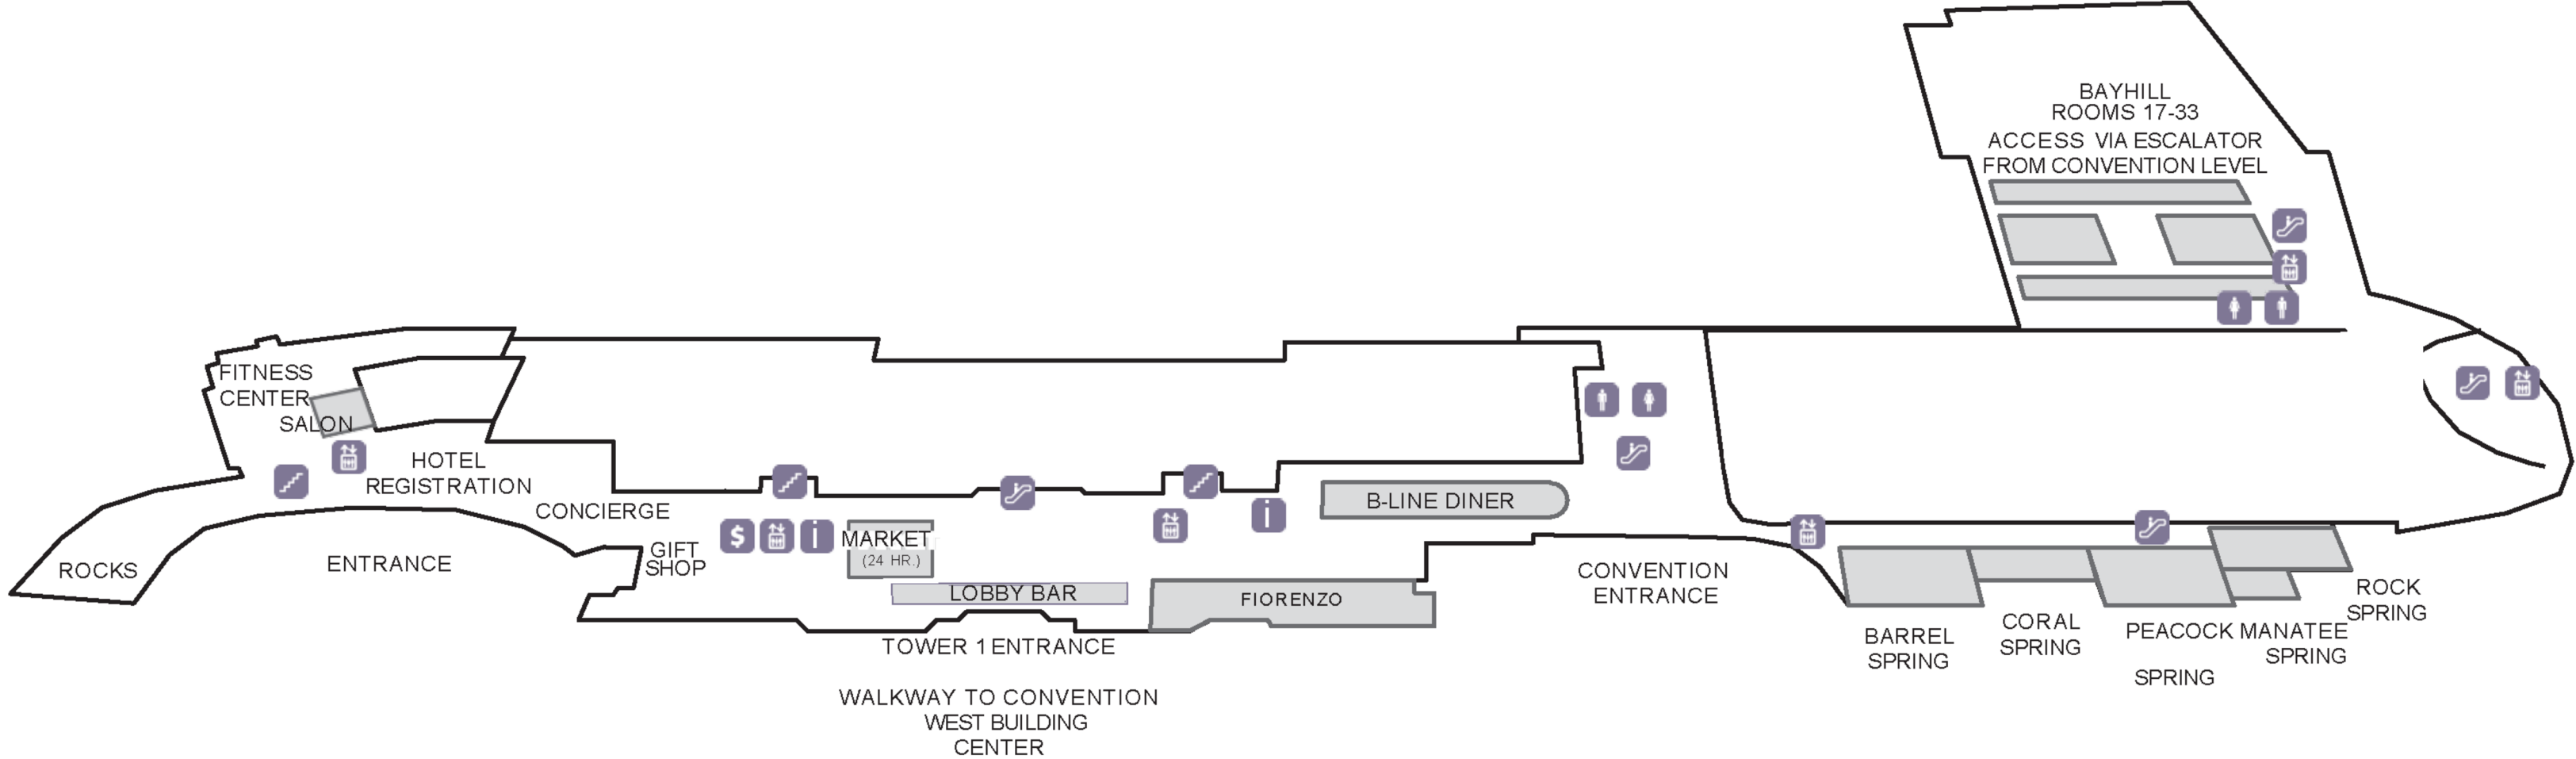 BAYHILL
ROOMS 17-33
ACCESS VIA ESCALATOR
FROM CONVENTION LEVEL
FITNESS
CENTER
SALON
HOTEL
REGISTRATION
CONCIERGE
ROCKS
ENTRANCE
GIFT
SHOP
$
i
MARKET
(24 HR.)
LOBBY BAR
i
B-LINE DINER
FIORENZO
TOWER 1 ENTRANCE
WALKWAY TO CONVENTION
WEST BUILDING
CENTER
CONVENTION
ENTRANCE
BARREL
SPRING
CORAL
SPRING
PEACOCK
SPRING
MANATEE
SPRING
ROCK
SPRING